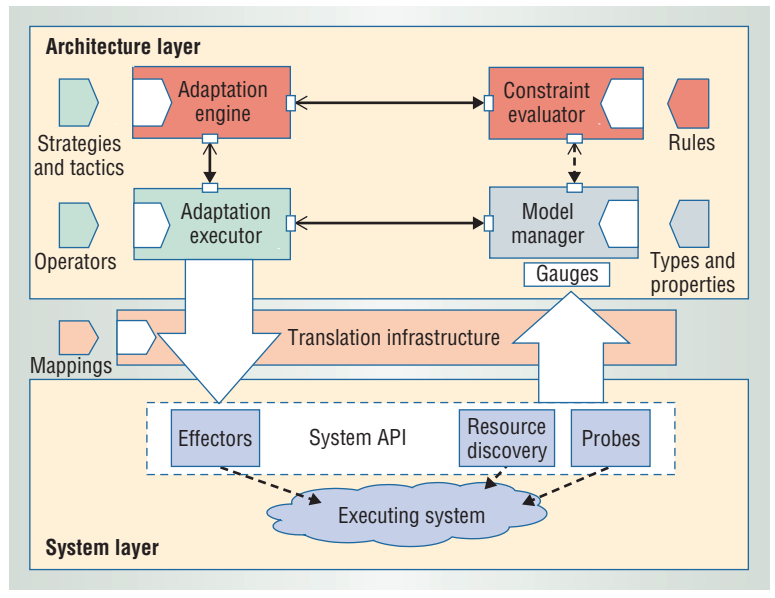 Architecture layer
Adaptation
engine
Constraint
evaluator
Strategies
and tactics
Rules
Adaptation
executor
Model
manager
Operators
Gauges
Types and
properties
Translation infrastructure
Mappings
Effectors
System API
Resource
discovery
Probes
Executing system
System layer